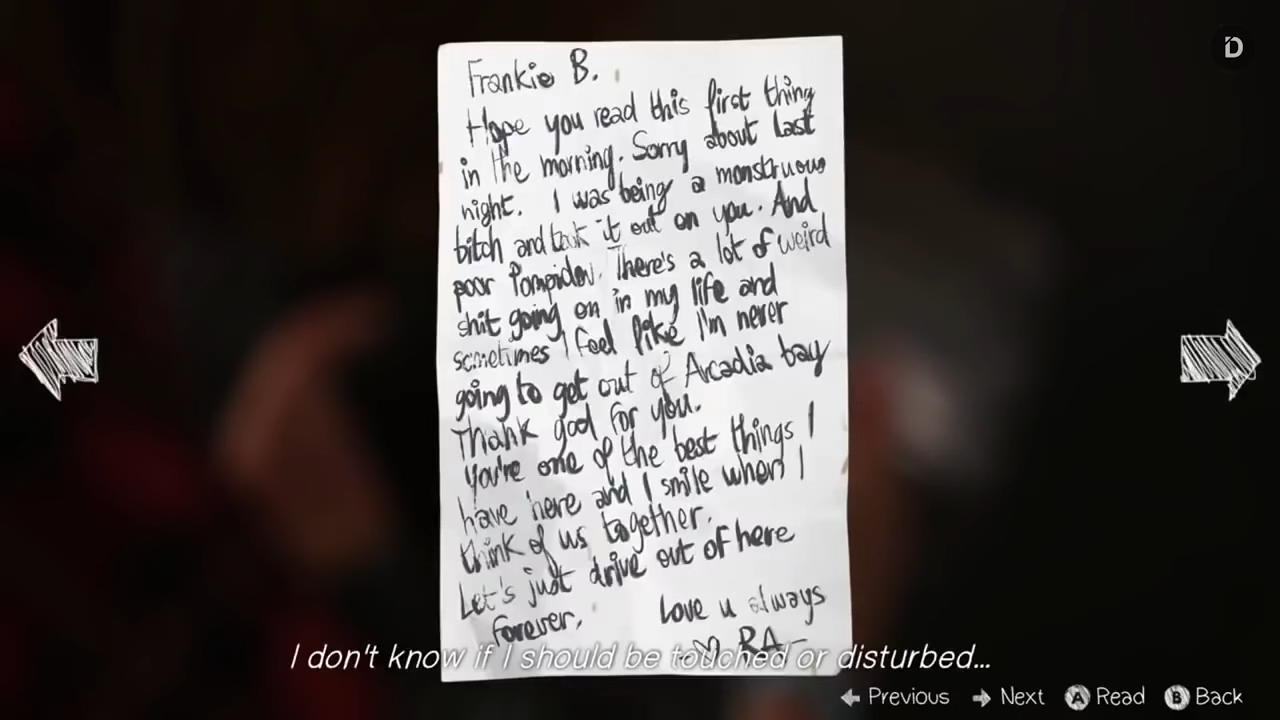 Frankie B.
Hope you read this first thing
in the morning. Sorry about last
night. I was being a monstruous
bitch and took it out on you. And
poor Pompidou. There's a lot of weird
shit going on in my life and
sometimes I feel like I'm never
going to get out of Arcadia bay
Thank god for you.
You're one of the best things I
have here and I smile when I
think of us together.
Let's just drive out of here
forever.
Love u always
-♡ RA-
I don't know if I should be touched or disturbed...
Previous Next A Read B Back